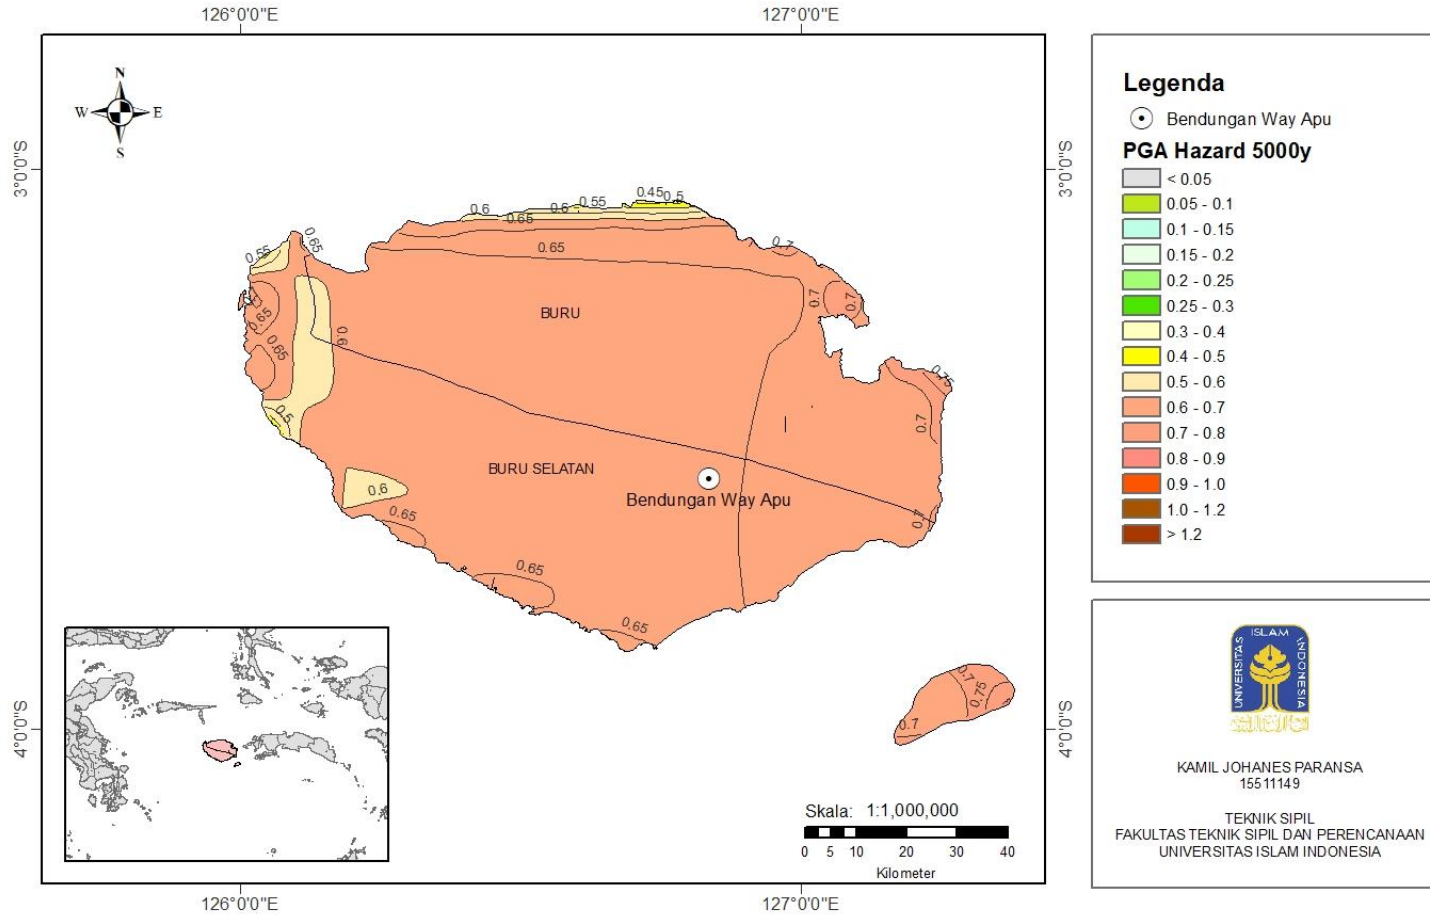 126°0'0"E
127°0'0"E
N
W
E
S
3°0'0"S
3°0'0"S
0.45
0.5
0.55
0.6
0.6
0.65
0.65
0.55
0.65
0.7
0.65
0.7
0.7
0.65
0.6
BURU
0.75
0.5
0.7
BURU SELATAN
0.6
Bendungan Way Apu
0.65
0.7
0.65
0.65
0.7
0.75
0.7
4°0'0"S
4°0'0"S
Skala: 1:1,000,000
0 5 10 20 30 40
Kilometer
126°0'0"E
127°0'0"E
Legenda
Bendungan Way Apu
PGA Hazard 5000y
< 0.05
0.05 - 0.1
0.1 - 0.15
0.15 - 0.2
0.2 - 0.25
0.25 - 0.3
0.3 - 0.4
0.4 - 0.5
0.5 - 0.6
0.6 - 0.7
0.7 - 0.8
0.8 - 0.9
0.9 - 1.0
1.0 - 1.2
> 1.2
UNIVERSITAS
ISLAM
INDONESIA
KAMIL JOHANES PARANSA
15511149
TEKNIK SIPIL
FAKULTAS TEKNIK SIPIL DAN PERENCANAAN
UNIVERSITAS ISLAM INDONESIA